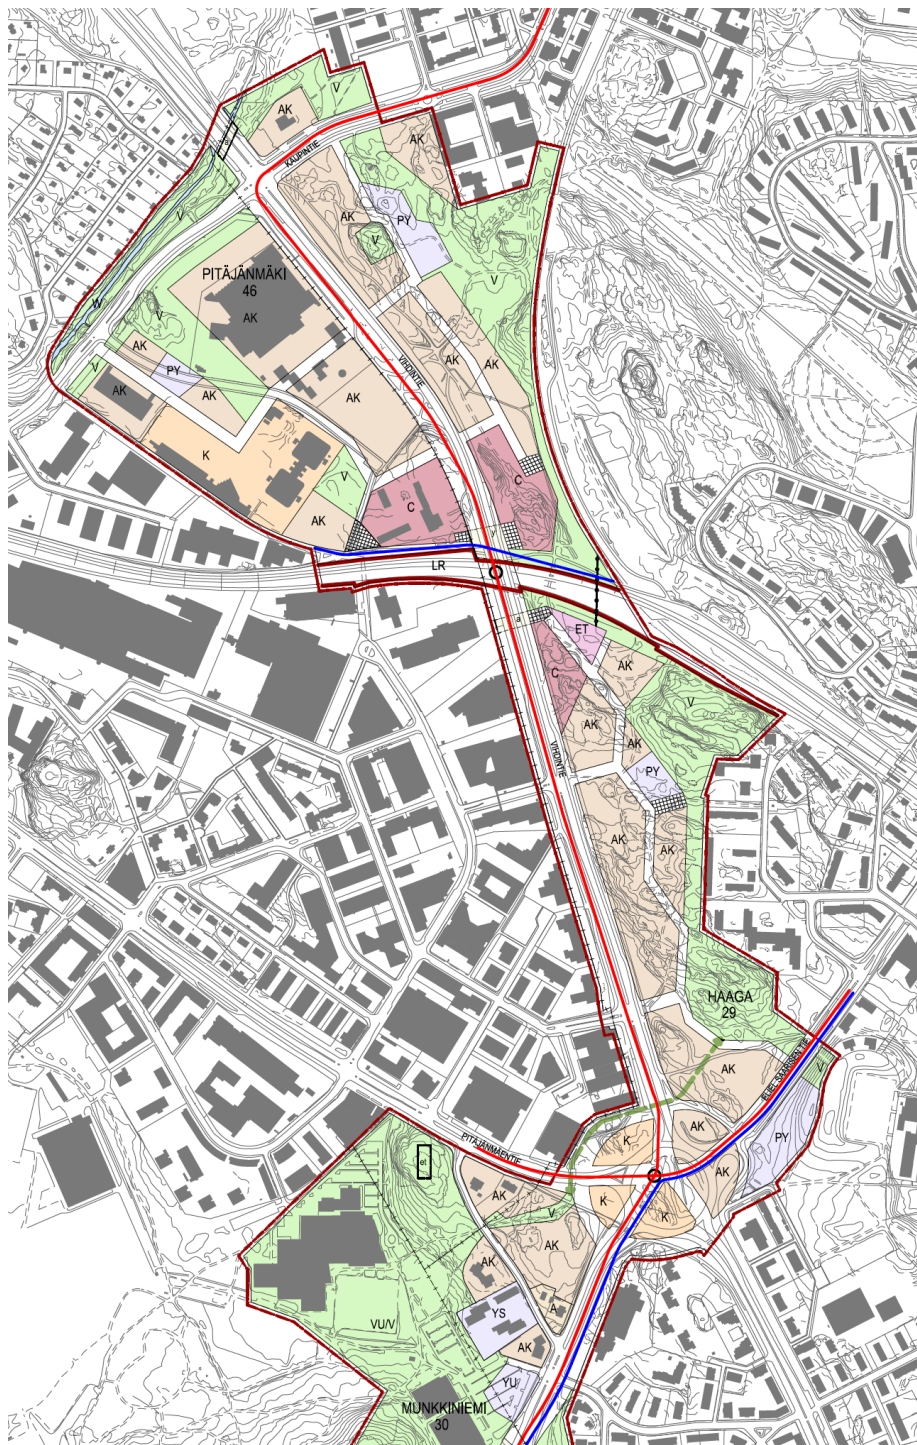 V
AK
AK
a
KAUPINTIE
AK
PY
V
V
V
PITÄJÄNMÄKI
46
W
V
AK
AK
PY
V
AK
AK
AK
VIHDINTIE
AK
AK
K
V
C
C
AK
LR
a
ET
AK
C
V
AK
AK
VIHDINTIE
PY
AK
AK
HAAGA
29
AK
ELIEL SAARISEN TIE
V
AK
PY
K
PITÄJÄNMÄENTIE
et
AK
AK
K
K
V
AK
AK
A
YS
VU/V
AK
YU
MUNKKINIEMI
30